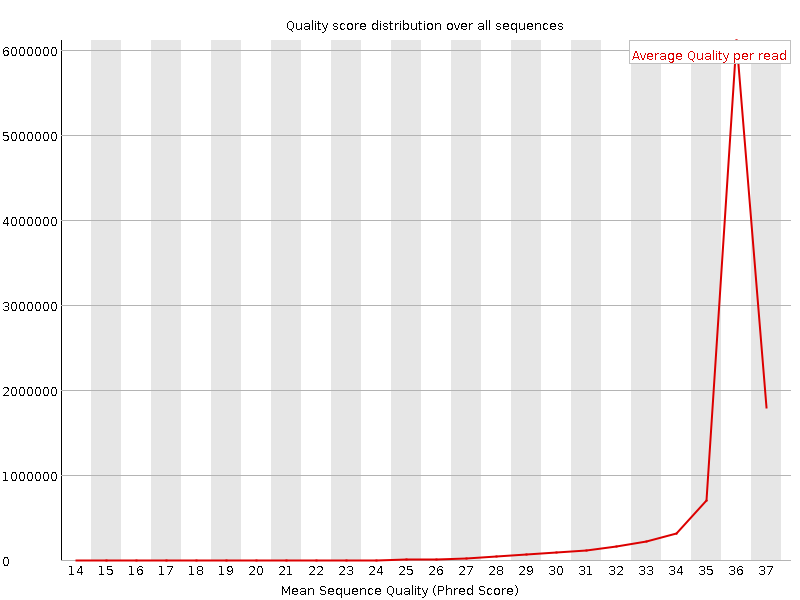 Quality score distribution over all sequences
Average Quality per read
6000000
5000000
4000000
3000000
2000000
1000000
0
14 15 16 17 18 19 20 21 22 23 24 25 26 27 28 29 30 31 32 33 34 35 36 37
Mean Sequence Quality (Phred Score)